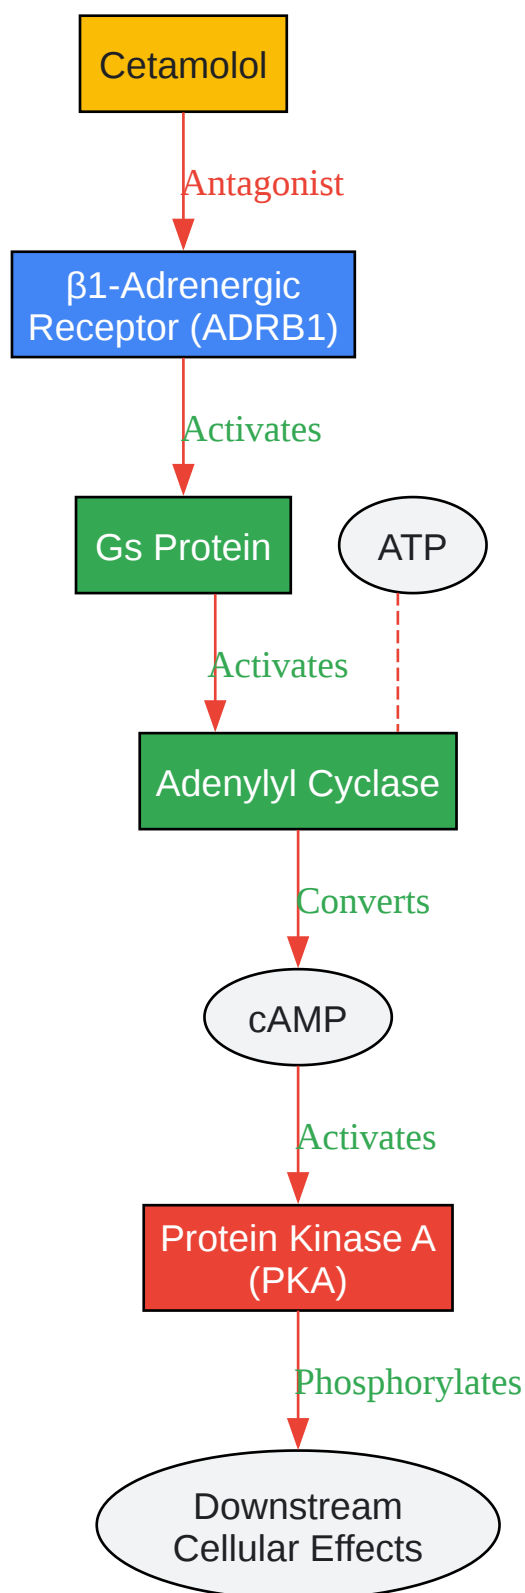 Cetamolol
Antagonist
β1-Adrenergic
Receptor (ADRB1)
Activates
Gs Protein
ATP
Activates
Adenylyl Cyclase
Converts
cAMP
Activates
Protein Kinase A
(PKA)
Phosphorylates
Downstream
Cellular Effects